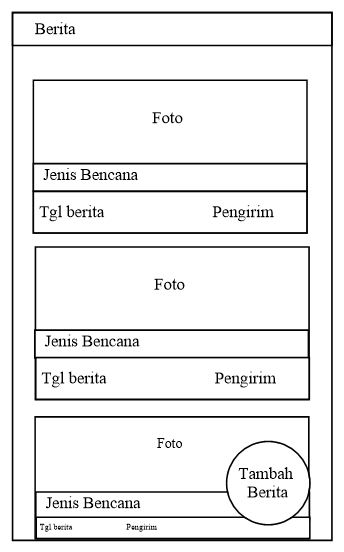 Berita
Foto
Jenis Bencana
Tgl berita Pengirim
Foto
Jenis Bencana
Tgl berita Pengirim
Foto
Tambah
Berita
Jenis Bencana
Tgl berita Pengirim